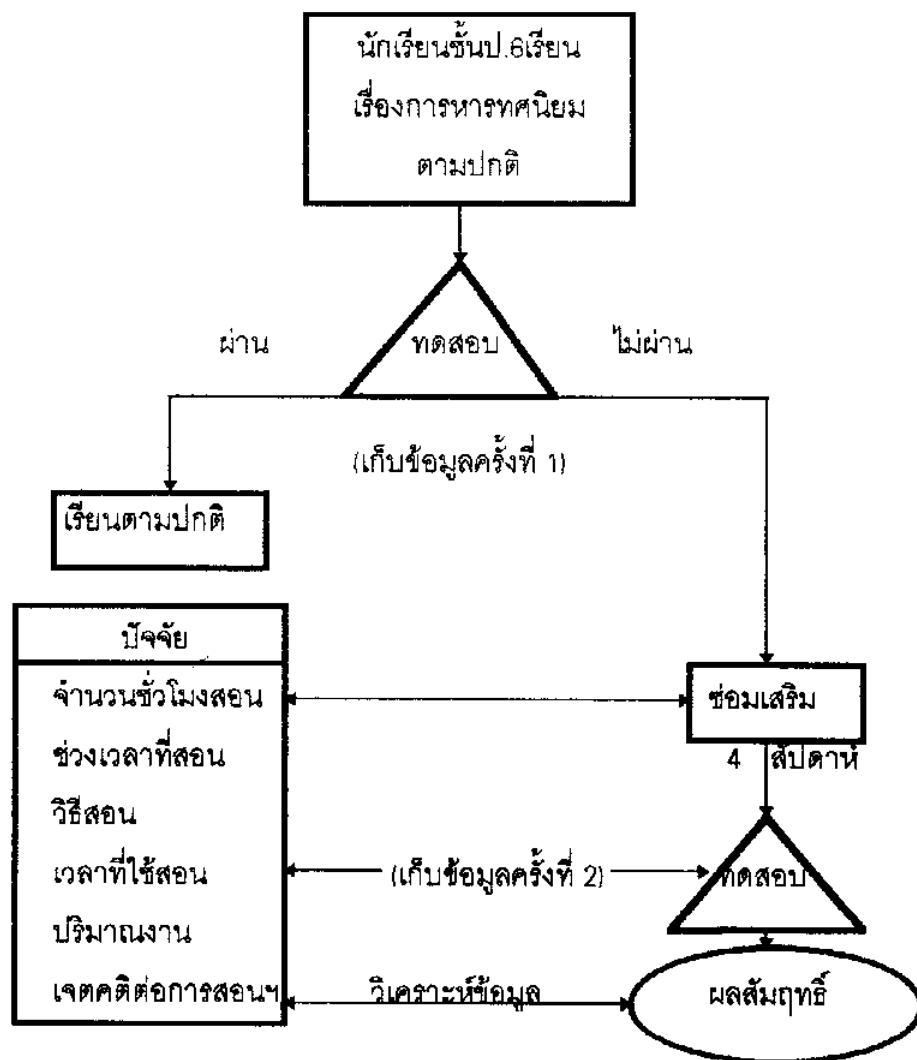 นักเรียนชั้นป.6เรียน
เรื่องการหารทศนิยม
ตามปกติ
ผ่าน
ทดสอบ
ไม่ผ่าน
(เก็บข้อมูลครั้งที่ 1)
เรียนตามปกติ
ปัจจัย
จำนวนชั่วโมงสอน
ช่วงเวลาที่สอน
วิธีสอน
เวลาที่ใช้สอน
ปริมาณงาน
เจตคติต่อการสอนฯ
ซ่อมเสริม
4 สัปดาห์
(เก็บข้อมูลครั้งที่ 2)
ทดสอบ
วิเคราะห์ข้อมูล
ผลสัมฤทธิ์